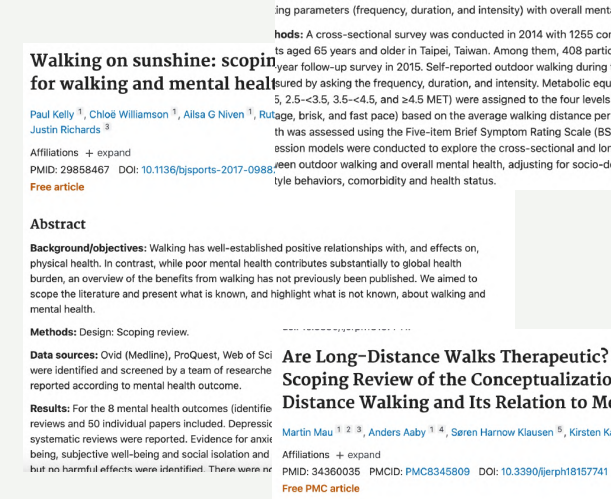 ing parameters (frequency, duration, and intensity) with overall
hods: A cross-sectional survey was conducted in 2014 with 1255
ts aged 65 years and older in Taipei, Taiwan. Among them, 408
year follow-up survey in 2015. Self-reported outdoor walking during
sured by asking the frequency, duration, and intensity. Metabolic
5, 2.5-<3.5, 3.5-<4.5, and ≥4.5 MET) were assigned to the four levels
age, brisk, and fast pace) based on the average walking distance per
th was assessed using the Five-item Brief Symptom Rating Scale (BS
ession models were conducted to explore the cross-sectional and
een outdoor walking and overall mental health, adjusting for
tyle behaviors, comorbidity and health status.
Walking on sunshine: scopin
for walking and mental healt
Paul Kelly 1, Chloë Williamson 1, Ailsa G Niven 1, Rut
Justin Richards 3
Affiliations + expand
PMID: 29858467 DOI: 10.1136/bjsports-2017-0988
Free article
Abstract
Background/objectives: Walking has well-established positive relationships with, and effects on,
physical health. In contrast, while poor mental health contributes substantially to global health
burden, an overview of the benefits from walking has not previously been published. We aimed to
scope the literature and present what is known, and highlight what is not known, about walking and
mental health.
Methods: Design: Scoping review.
Data sources: Ovid (Medline), ProQuest, Web of Sci
were identified and screened by a team of researche
reported according to mental health outcome.
Results: For the 8 mental health outcomes (identifie
reviews and 50 individual papers included. Depressic
systematic reviews were reported. Evidence for anxie
being, subjective well-being and social isolation and
but no harmful effects were identified. There were
Are Long-Distance Walks Therapeutic?
Scoping Review of the Conceptualizatio
Distance Walking and Its Relation to Me
Martin Mau 1 2 3, Anders Aaby 1 4, Søren Harnow Klausen 5, Kirsten
Affiliations + expand
PMID: 34360035 PMCID: PMC8345809 DOI: 10.3390/ijerph18157741
Free PMC article